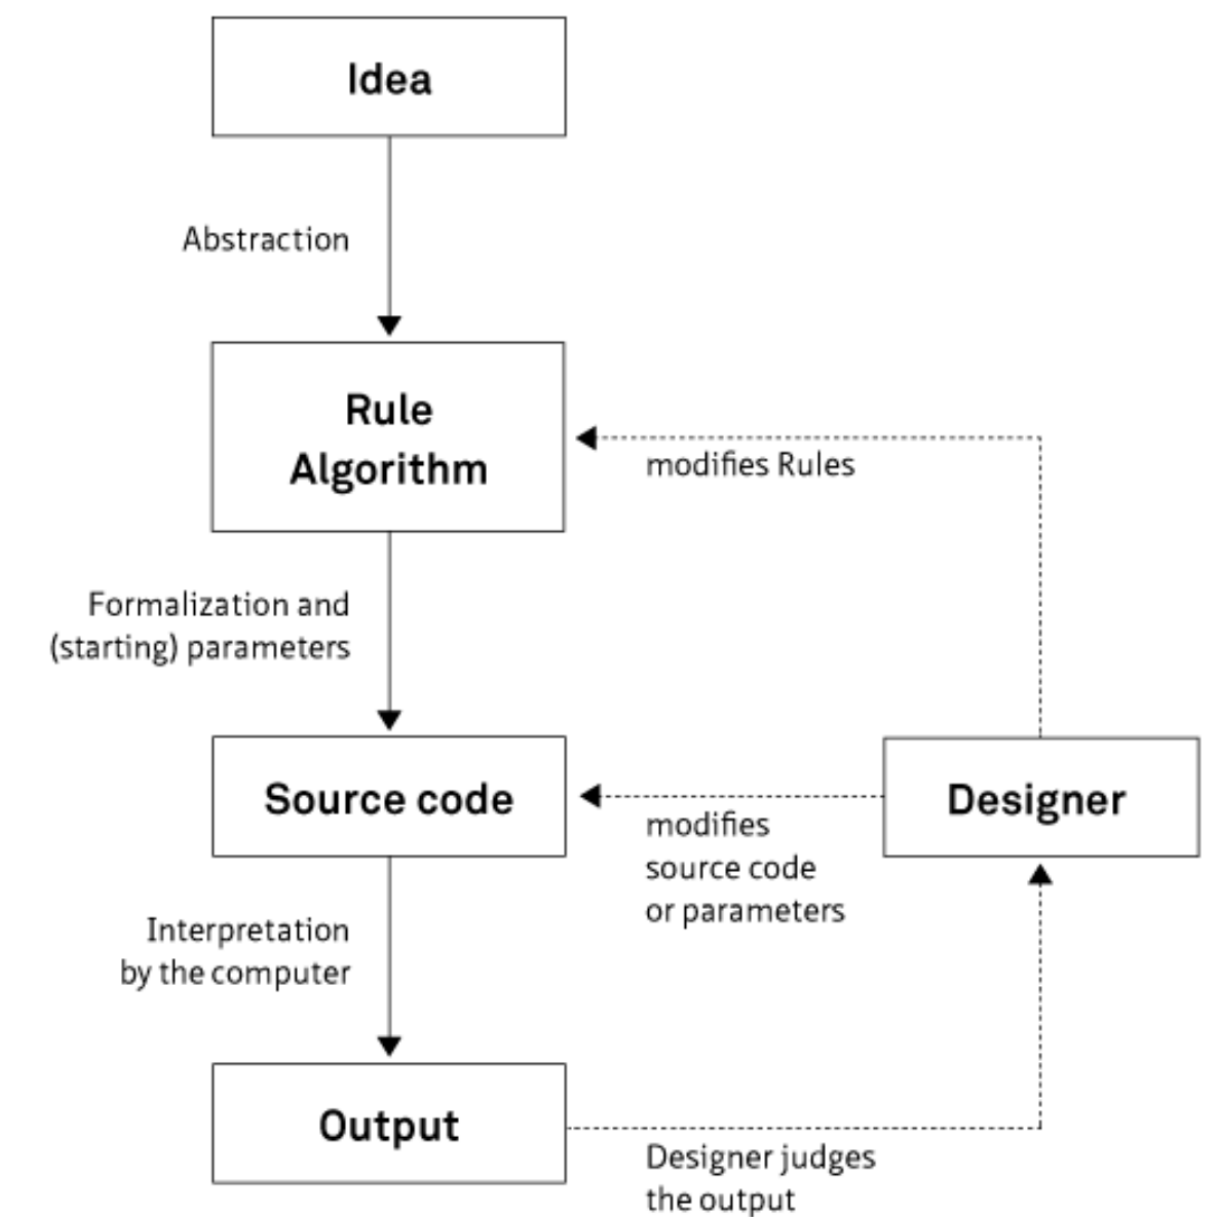 Idea
Abstraction
Rule
Algorithm
modifies Rules
Formalization and
(starting) parameters
Source code
Designer
modifies
source code
or parameters
Interpretation
by the computer
Output
Designer judges
the output